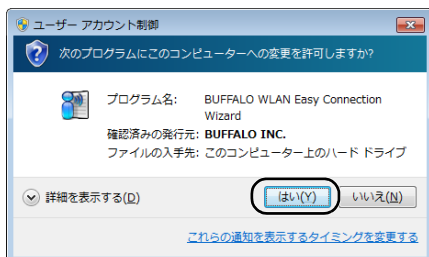 ユーザー アカウント制御
次のプログラムにこのコンピューターへの変更を許可しますか?
プログラム名: BUFFALO WLAN Easy Connection
Wizard
確認済みの発行元: BUFFALO INC.
ファイルの入手先: このコンピューター上のハード ドライブ
詳細を表示する(D) はい(Y) いいえ(N)
これらの通知を表示するタイミングを変更する